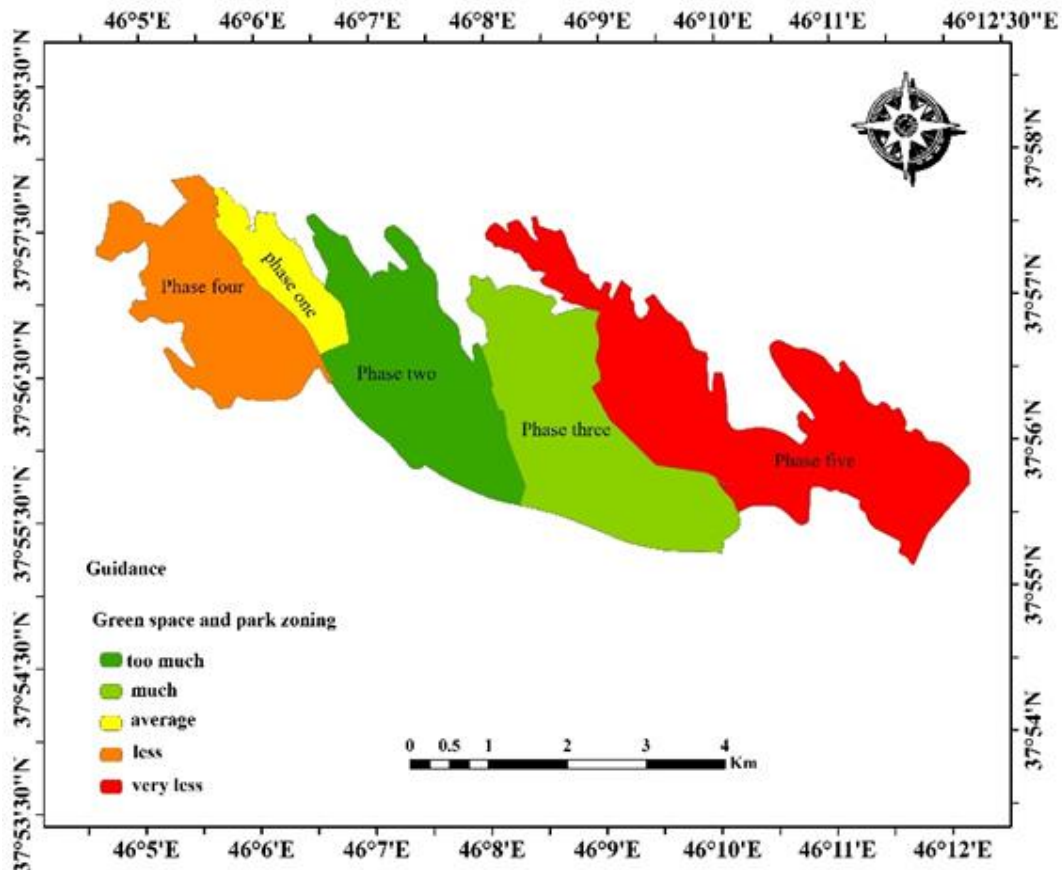 46°5'E 46°6'E 46°7'E 46°8'E 46°9'E 46°10'E 46°11'E 46°12'30"E
37°58'30"N
37°57'30"N
37°56'30"N
37°55'30"N
37°54'30"N
37°53'30"N
37°58'N
37°57'N
37°56'N
37°55'N
37°54'N
Phase four
phase one
Phase two
Phase three
Phase five
Guidance
Green space and park zoning
too much
much
average
less
very less
0 0.5 1 2 3 4
Km
46°5'E 46°6'E 46°7'E 46°8'E 46°9'E 46°10'E 46°11'E 46°12'E